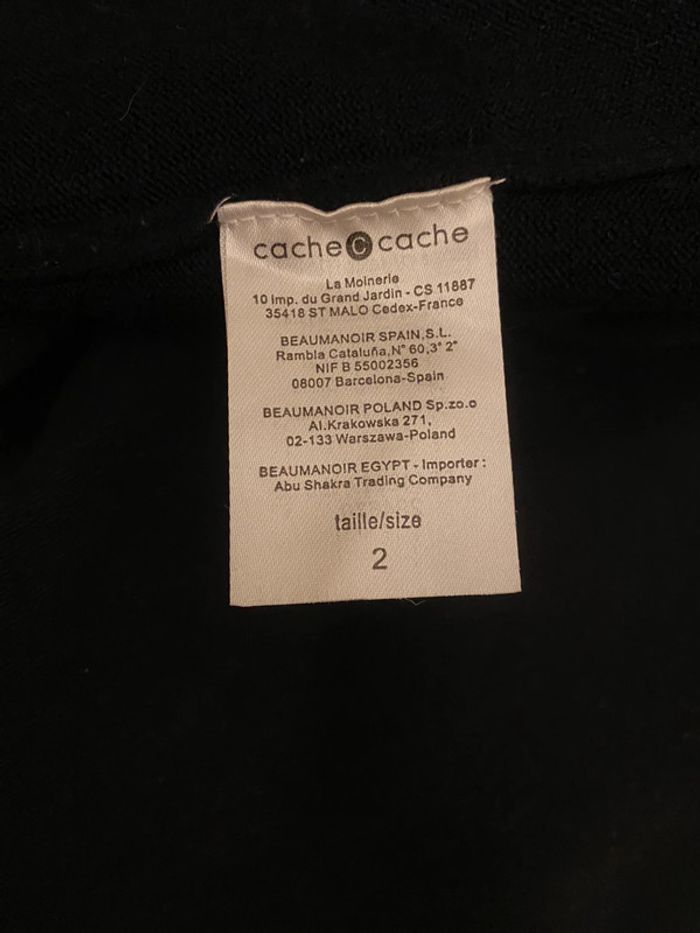 cache c cache
La Moinerie
10 Imp. du Grand Jardin - CS 11887
35418 ST MALO Cedex-France
BEAUMANOIR SPAIN,S.L.
Rambla Cataluña,N° 60,3° 2ª
NIF B 55002356
08007 Barcelona-Spain
BEAUMANOIR POLAND Sp.zo.o
Al.Krakowska 271,
02-133 Warszawa-Poland
BEAUMANOIR EGYPT - Importer :
Abu Shakra Trading Company
taille/size
2